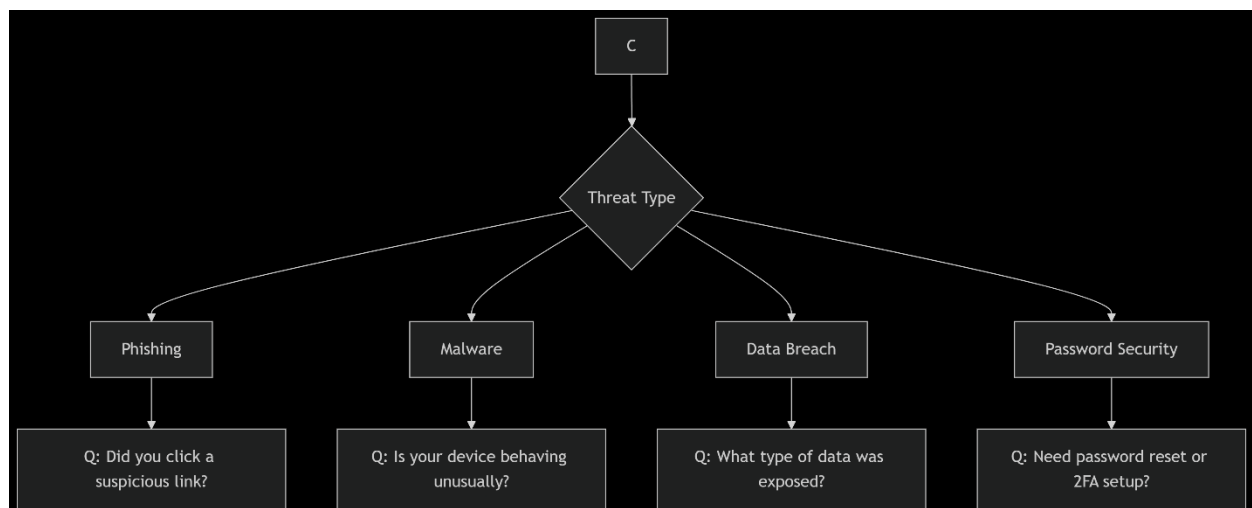 C
Threat Type
Phishing
Malware
Data Breach
Password Security
Q: Did you click a
suspicious link?
Q: Is your device behaving
unusually?
Q: What type of data was
exposed?
Q: Need password reset or
2FA setup?